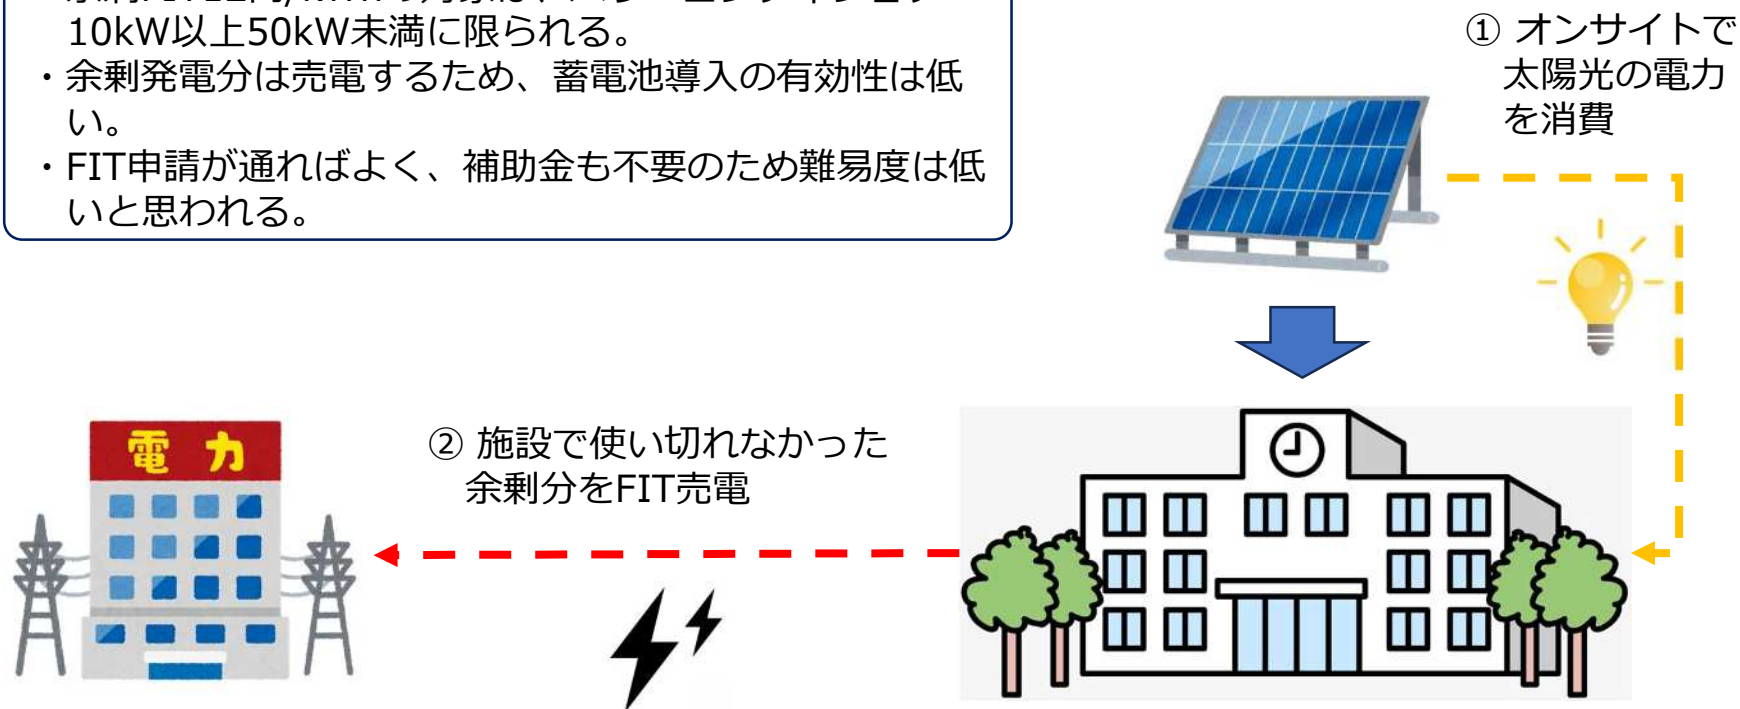 10kW以上50kW未満に限られる。
・余剰発電分は売電するため、蓄電池導入の有効性は低
い。
・FIT申請が通ればよく、補助金も不要のため難易度は低
いと思われる。
① オンサイトで
太陽光の電力
を消費
② 施設で使い切れなかった
余剰分をFIT売電
電力